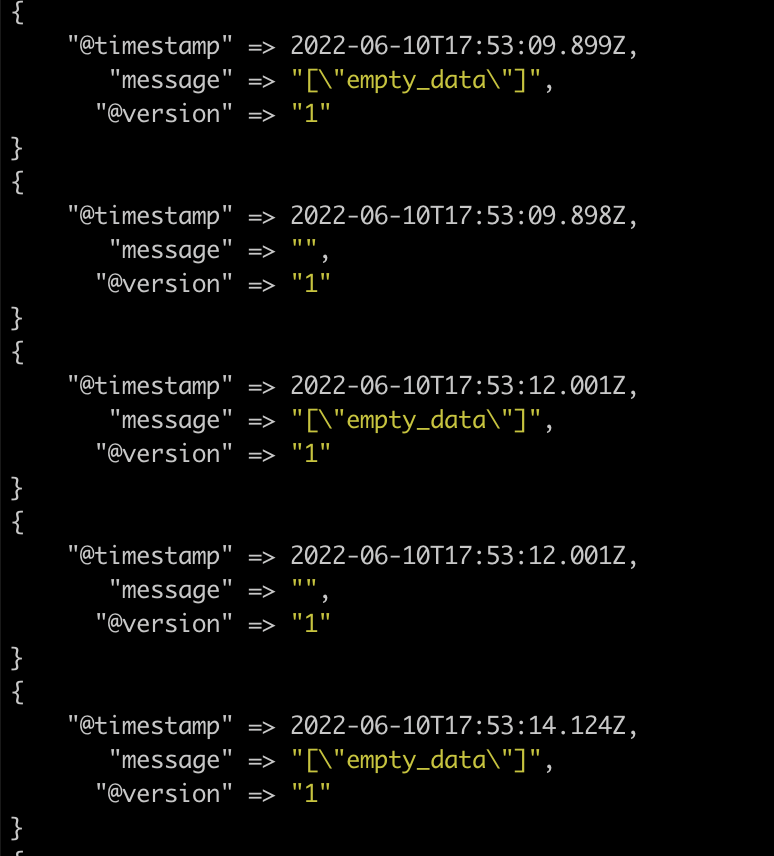 {
    "@timestamp" => 2022-06-10T17:53:09.899Z,
       "message" => "[\"empty_data\"]",
      "@version" => "1"
}
{
    "@timestamp" => 2022-06-10T17:53:09.898Z,
       "message" => "",
      "@version" => "1"
}
{
    "@timestamp" => 2022-06-10T17:53:12.001Z,
       "message" => "[\"empty_data\"]",
      "@version" => "1"
}
{
    "@timestamp" => 2022-06-10T17:53:12.001Z,
       "message" => "",
      "@version" => "1"
}
{
    "@timestamp" => 2022-06-10T17:53:14.124Z,
       "message" => "[\"empty_data\"]",
      "@version" => "1"
}
{